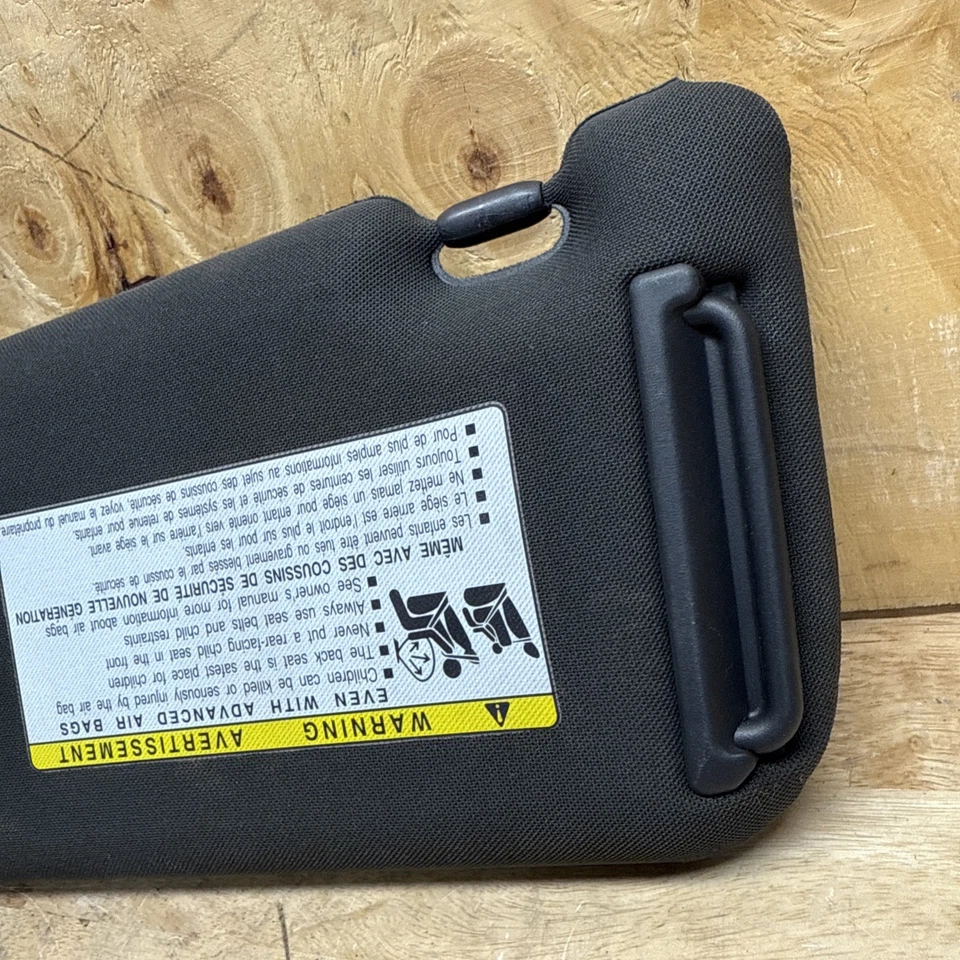 WARNING AVERTISSEMENT
EVEN WITH ADVANCED AIR BAGS
■ Children can be killed or seriously injured by the air bag
■ The back seat is the safest place for children
■ Never put a rear-facing child seat in the front
■ Always use seat belts and child restraints
■ See owner's manual for more information about air bags
MÊME AVEC DES COUSSINS DE SÉCURITÉ DE NOUVELLE GÉNÉRATION
■ Les enfants peuvent être tués ou gravement blessés par le coussin de sécurité.
■ Le siège arrière est l'endroit le plus sur pour les enfants.
■ Ne mettez jamais un siège pour enfant orienté vers l'arrière sur le siège avant.
■ Toujours utiliser les ceintures de sécurité et les systèmes de retenue pour enfants.
■ Pour de plus amples informations au sujet des coussins de sécurité, voyez le manuel du propriétaire